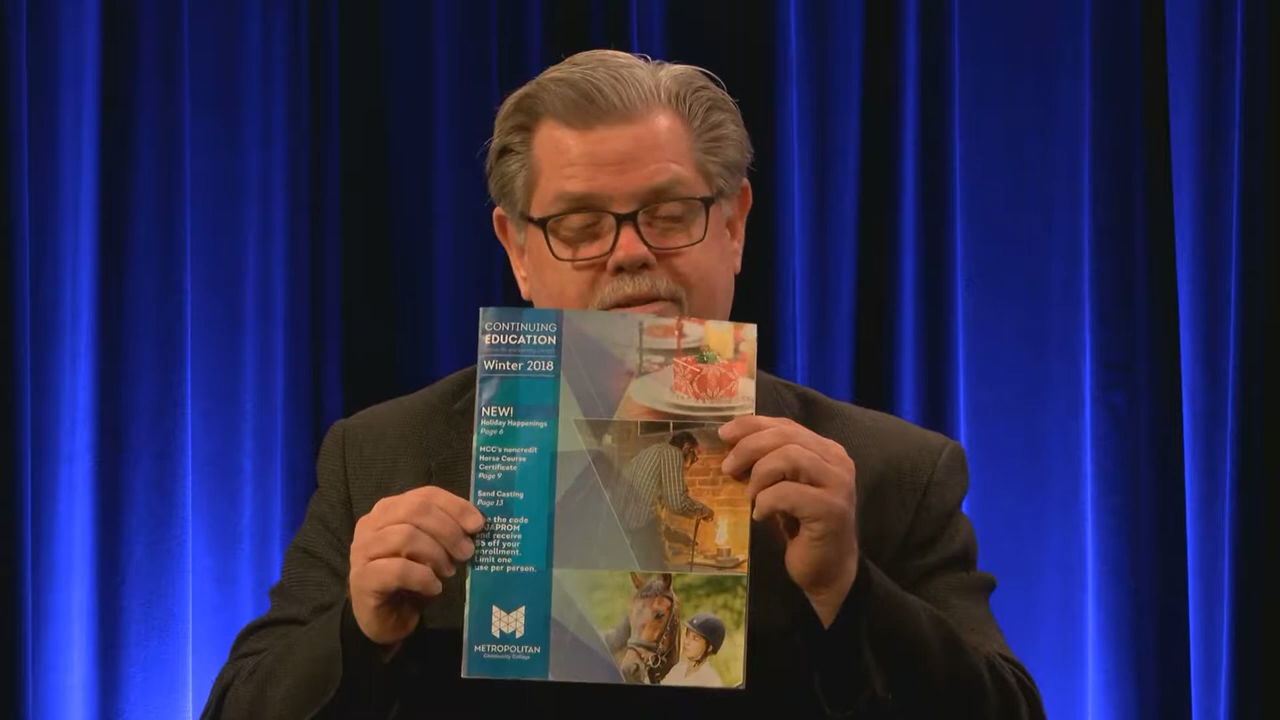 CONTINUING
EDUCATION
Winter 2018
NEW!
Holiday Happenings
Page 6
MCC's noncredit
Horse Course
Certificate
Page 9
Sand Casting
Page 13
the code
and receive
$5 off your
enrollment.
Limit one
use per person.
METROPOLITAN
Community College